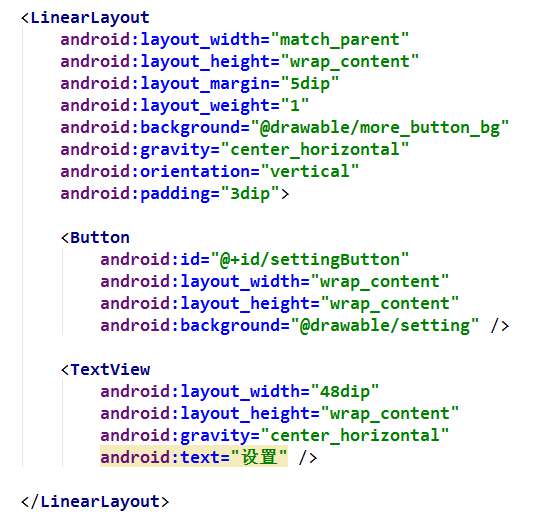 <LinearLayout
android:layout_width="match_parent"
android:layout_height="wrap_content"
android:layout_margin="5dip"
android:layout_weight="1"
android:background="@drawable/more_button_bg"
android:gravity="center_horizontal"
android:orientation="vertical"
android:padding="3dip">
<Button
android:id="@+id/settingButton"
android:layout_width="wrap_content"
android:layout_height="wrap_content"
android:background="@drawable/setting" />
<TextView
android:layout_width="48dip"
android:layout_height="wrap_content"
android:gravity="center_horizontal"
android:text="设置" />
</LinearLayout>